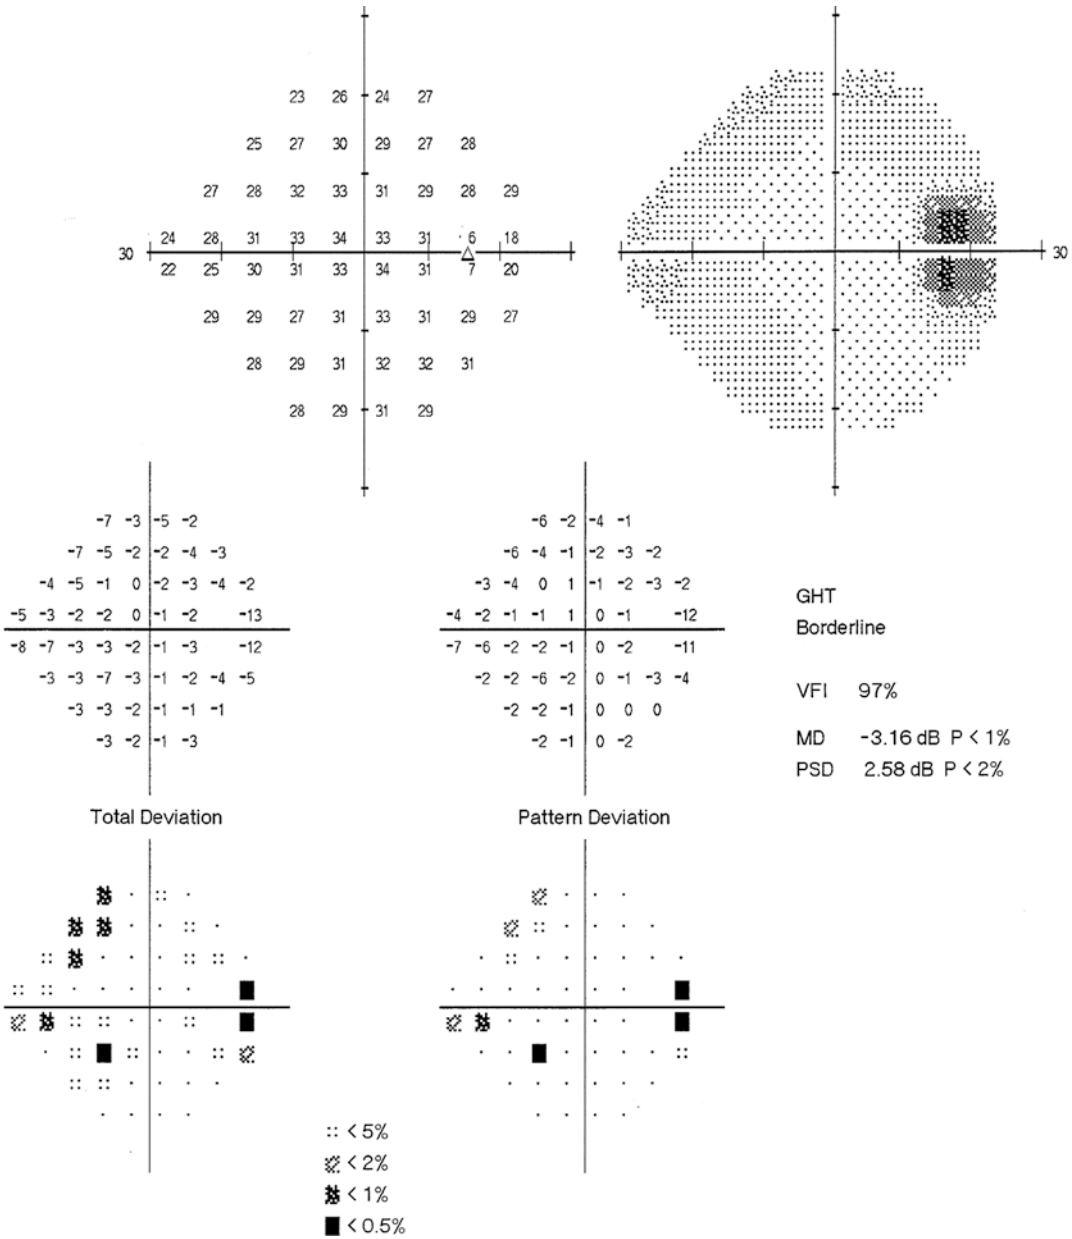 23 26 24 27
25 27 30 29 27 28
27 28 32 33 31 29 28 29
24 28 31 33 34 33 31 6 18
30 30
22 25 30 31 33 34 31 7 20
29 29 27 31 33 31 29 27
28 29 31 32 32 31
28 29 31 29
-7 -3 -5 -2
-7 -5 -2 -2 -4 -3
-4 -5 -1 0 -2 -3 -4 -2
-5 -3 -2 -2 0 -1 -2 -13
-8 -7 -3 -3 -2 -1 -3 -12
-3 -3 -7 -3 -1 -2 -4 -5
-3 -3 -2 -1 -1 -1
-3 -2 -1 -3
Total Deviation
-6 -2 -4 -1
-6 -4 -1 -2 -3 -2
-3 -4 0 1 -1 -2 -3 -2
-4 -2 -1 -1 1 0 -1 -12
-7 -6 -2 -2 -1 0 -2 -11
-2 -2 -6 -2 0 -1 -3 -4
-2 -2 -1 0 0 0
-2 -1 0 -2
Pattern Deviation
GHT
Borderline
VFI 97%
MD -3.16 dB P < 1%
PSD 2.58 dB P < 2%
< 5%
< 2%
< 1%
< 0.5%